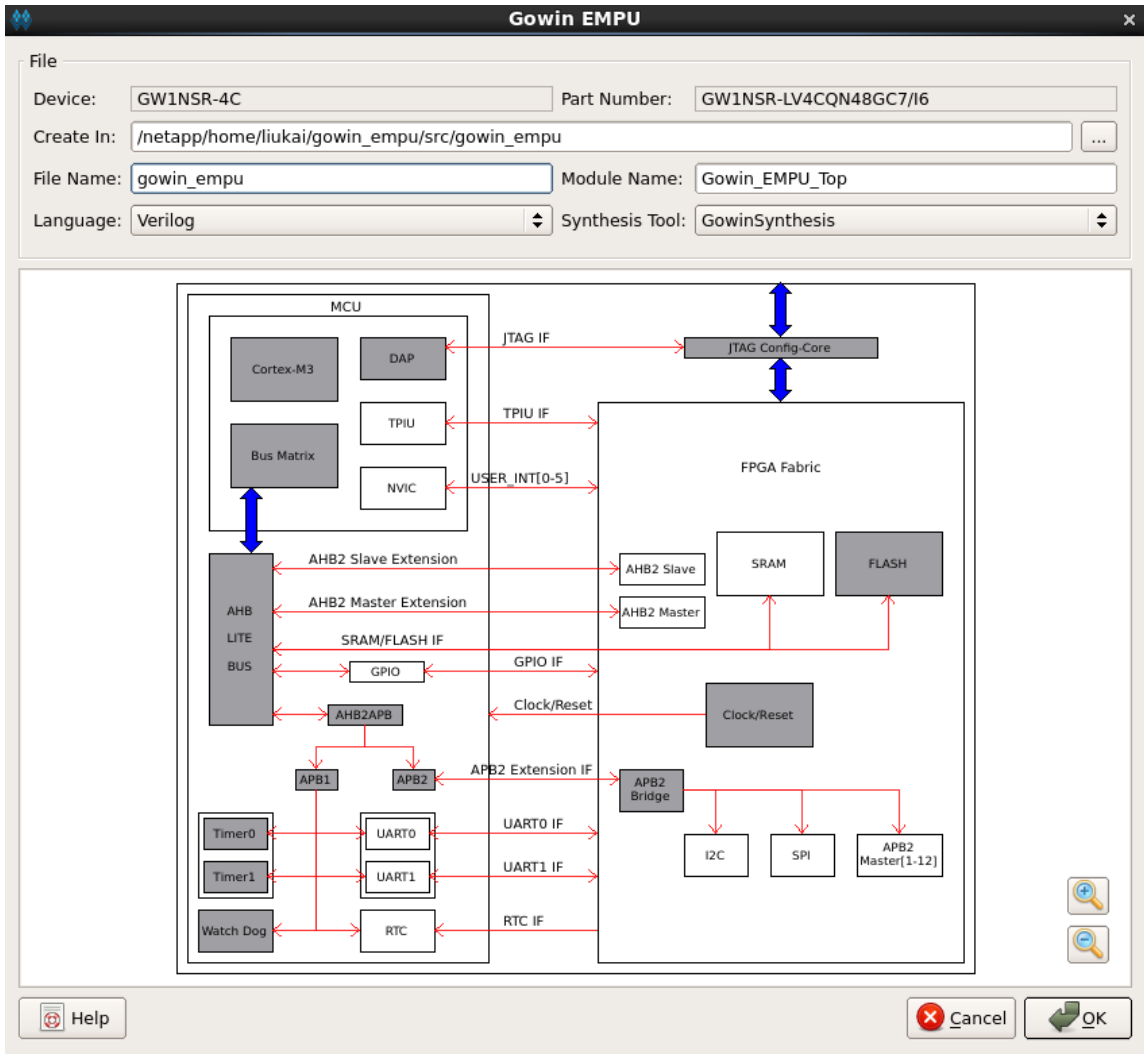 Gowin EMPU
File
Device: GW1NSR-4C Part Number: GW1NSR-LV4CQN48GC7/I6
Create In: /netapp/home/liukai/gowin_empu/src/gowin_empu ...
File Name: gowin_empu Module Name: Gowin_EMPU_Top
Language: Verilog Synthesis Tool: GowinSynthesis
MCU
JTAG IF
JTAG Config-Core
Cortex-M3
DAP
TPIU IF
TPIU
Bus Matrix
FPGA Fabric
USER_INT[0-5]
NVIC
AHB2 Slave Extension
AHB2 Slave
SRAM
FLASH
AHB2 Master Extension
AHB2 Master
AHB
LITE
BUS
SRAM/FLASH IF
GPIO IF
GPIO
Clock/Reset
Clock/Reset
AHB2APB
APB2 Extension IF
APB1
APB2
APB2
Bridge
UART0 IF
Timer0
UART0
I2C
SPI
APB2
Master[1-12]
UART1 IF
Timer1
UART1
RTC IF
Watch Dog
RTC
Help
Cancel
OK